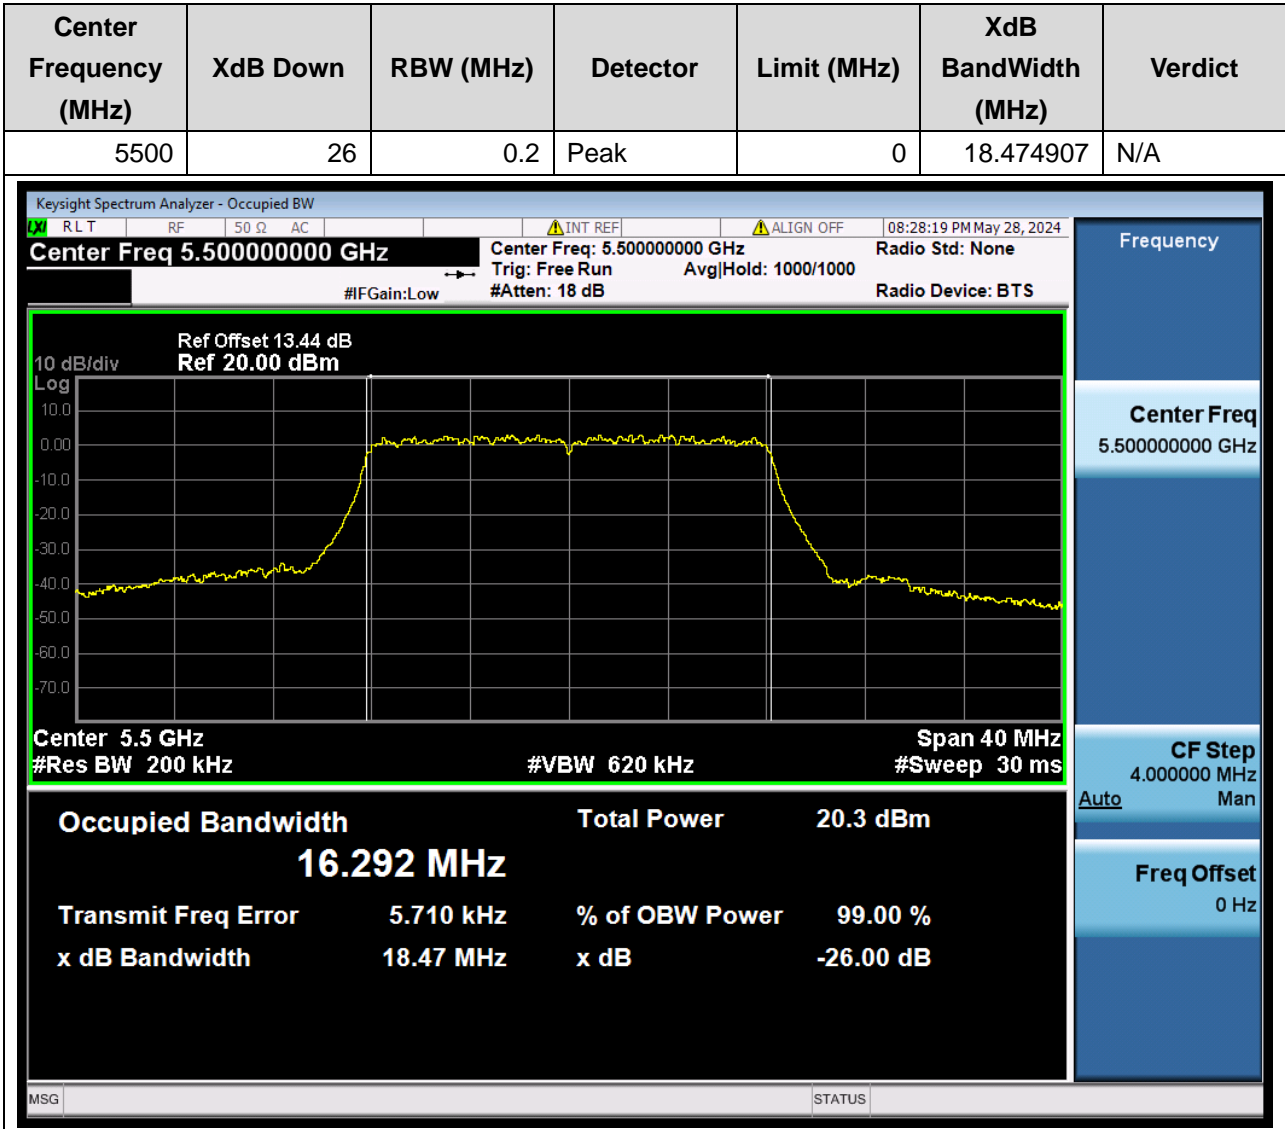 Center Frequency (MHz) XdB Down RBW (MHz) Detector Limit (MHz) XdB BandWidth (MHz) Verdict
5500 26 0.2 Peak 0 18.474907 N/A
Keysight Spectrum Analyzer - Occupied BW
LXI RLT RF 50 Ω AC INT REF ALIGN OFF 08:28:19 PM May 28, 2024
Center Freq 5.500000000 GHz
Center Freq: 5.500000000 GHz Radio Std: None
Trig: Free Run Avg|Hold: 1000/1000
#IFGain:Low #Atten: 18 dB Radio Device: BTS
Ref Offset 13.44 dB
10 dB/div Ref 20.00 dBm
Log
10.0
0.00
-10.0
-20.0
-30.0
-40.0
-50.0
-60.0
-70.0
Center 5.5 GHz Span 40 MHz
#Res BW 200 kHz #VBW 620 kHz #Sweep 30 ms
Occupied Bandwidth Total Power 20.3 dBm
16.292 MHz
Transmit Freq Error 5.710 kHz % of OBW Power 99.00 %
x dB Bandwidth 18.47 MHz x dB -26.00 dB
Frequency
Center Freq
5.500000000 GHz
CF Step
4.000000 MHz
Auto Man
Freq Offset
0 Hz
MSG STATUS